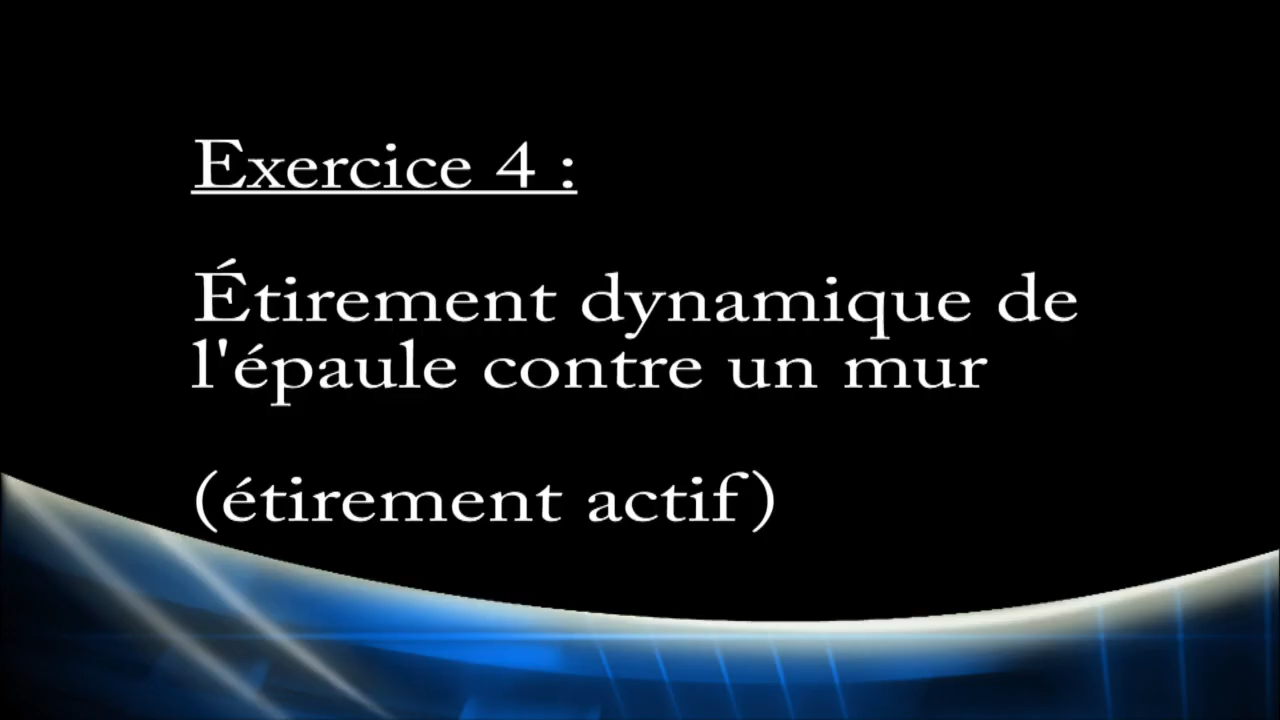 Exercice 4 :
Étirement dynamique de
l'épaule contre un mur
(étirement actif)